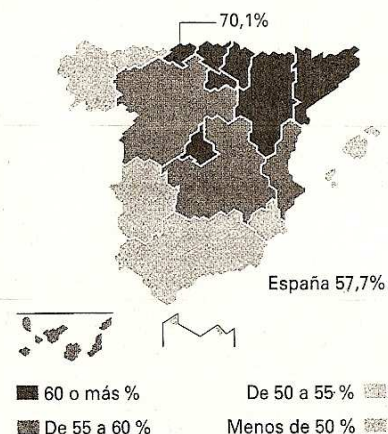 70,1%
España 57,7%
60 o más %
De 50 a 55 %
De 55 a 60 %
Menos de 50 %